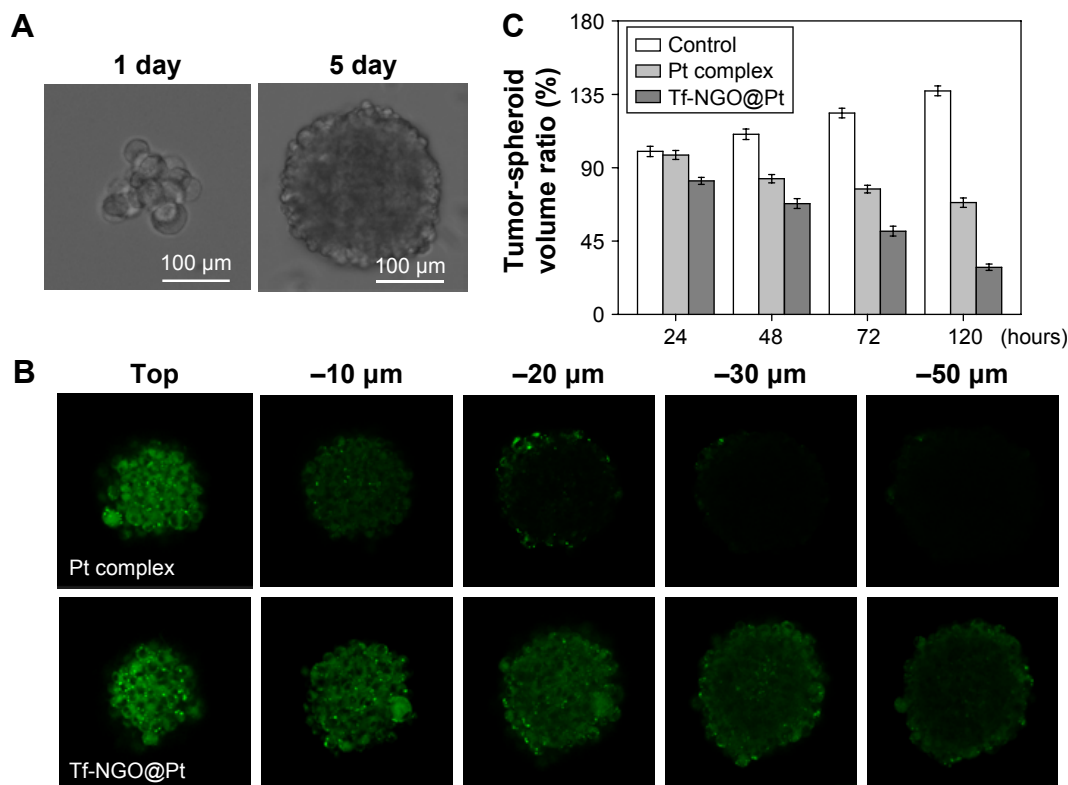 A
1 day
5 day
100 µm
100 µm
C
Tumor-spheroid
volume ratio (%)
180
135
90
45
0
Control
Pt complex
Tf-NGO@Pt
24
48
72
120
(hours)
B
Top
–10 µm
–20 µm
–30 µm
–50 µm
Pt complex
Tf-NGO@Pt